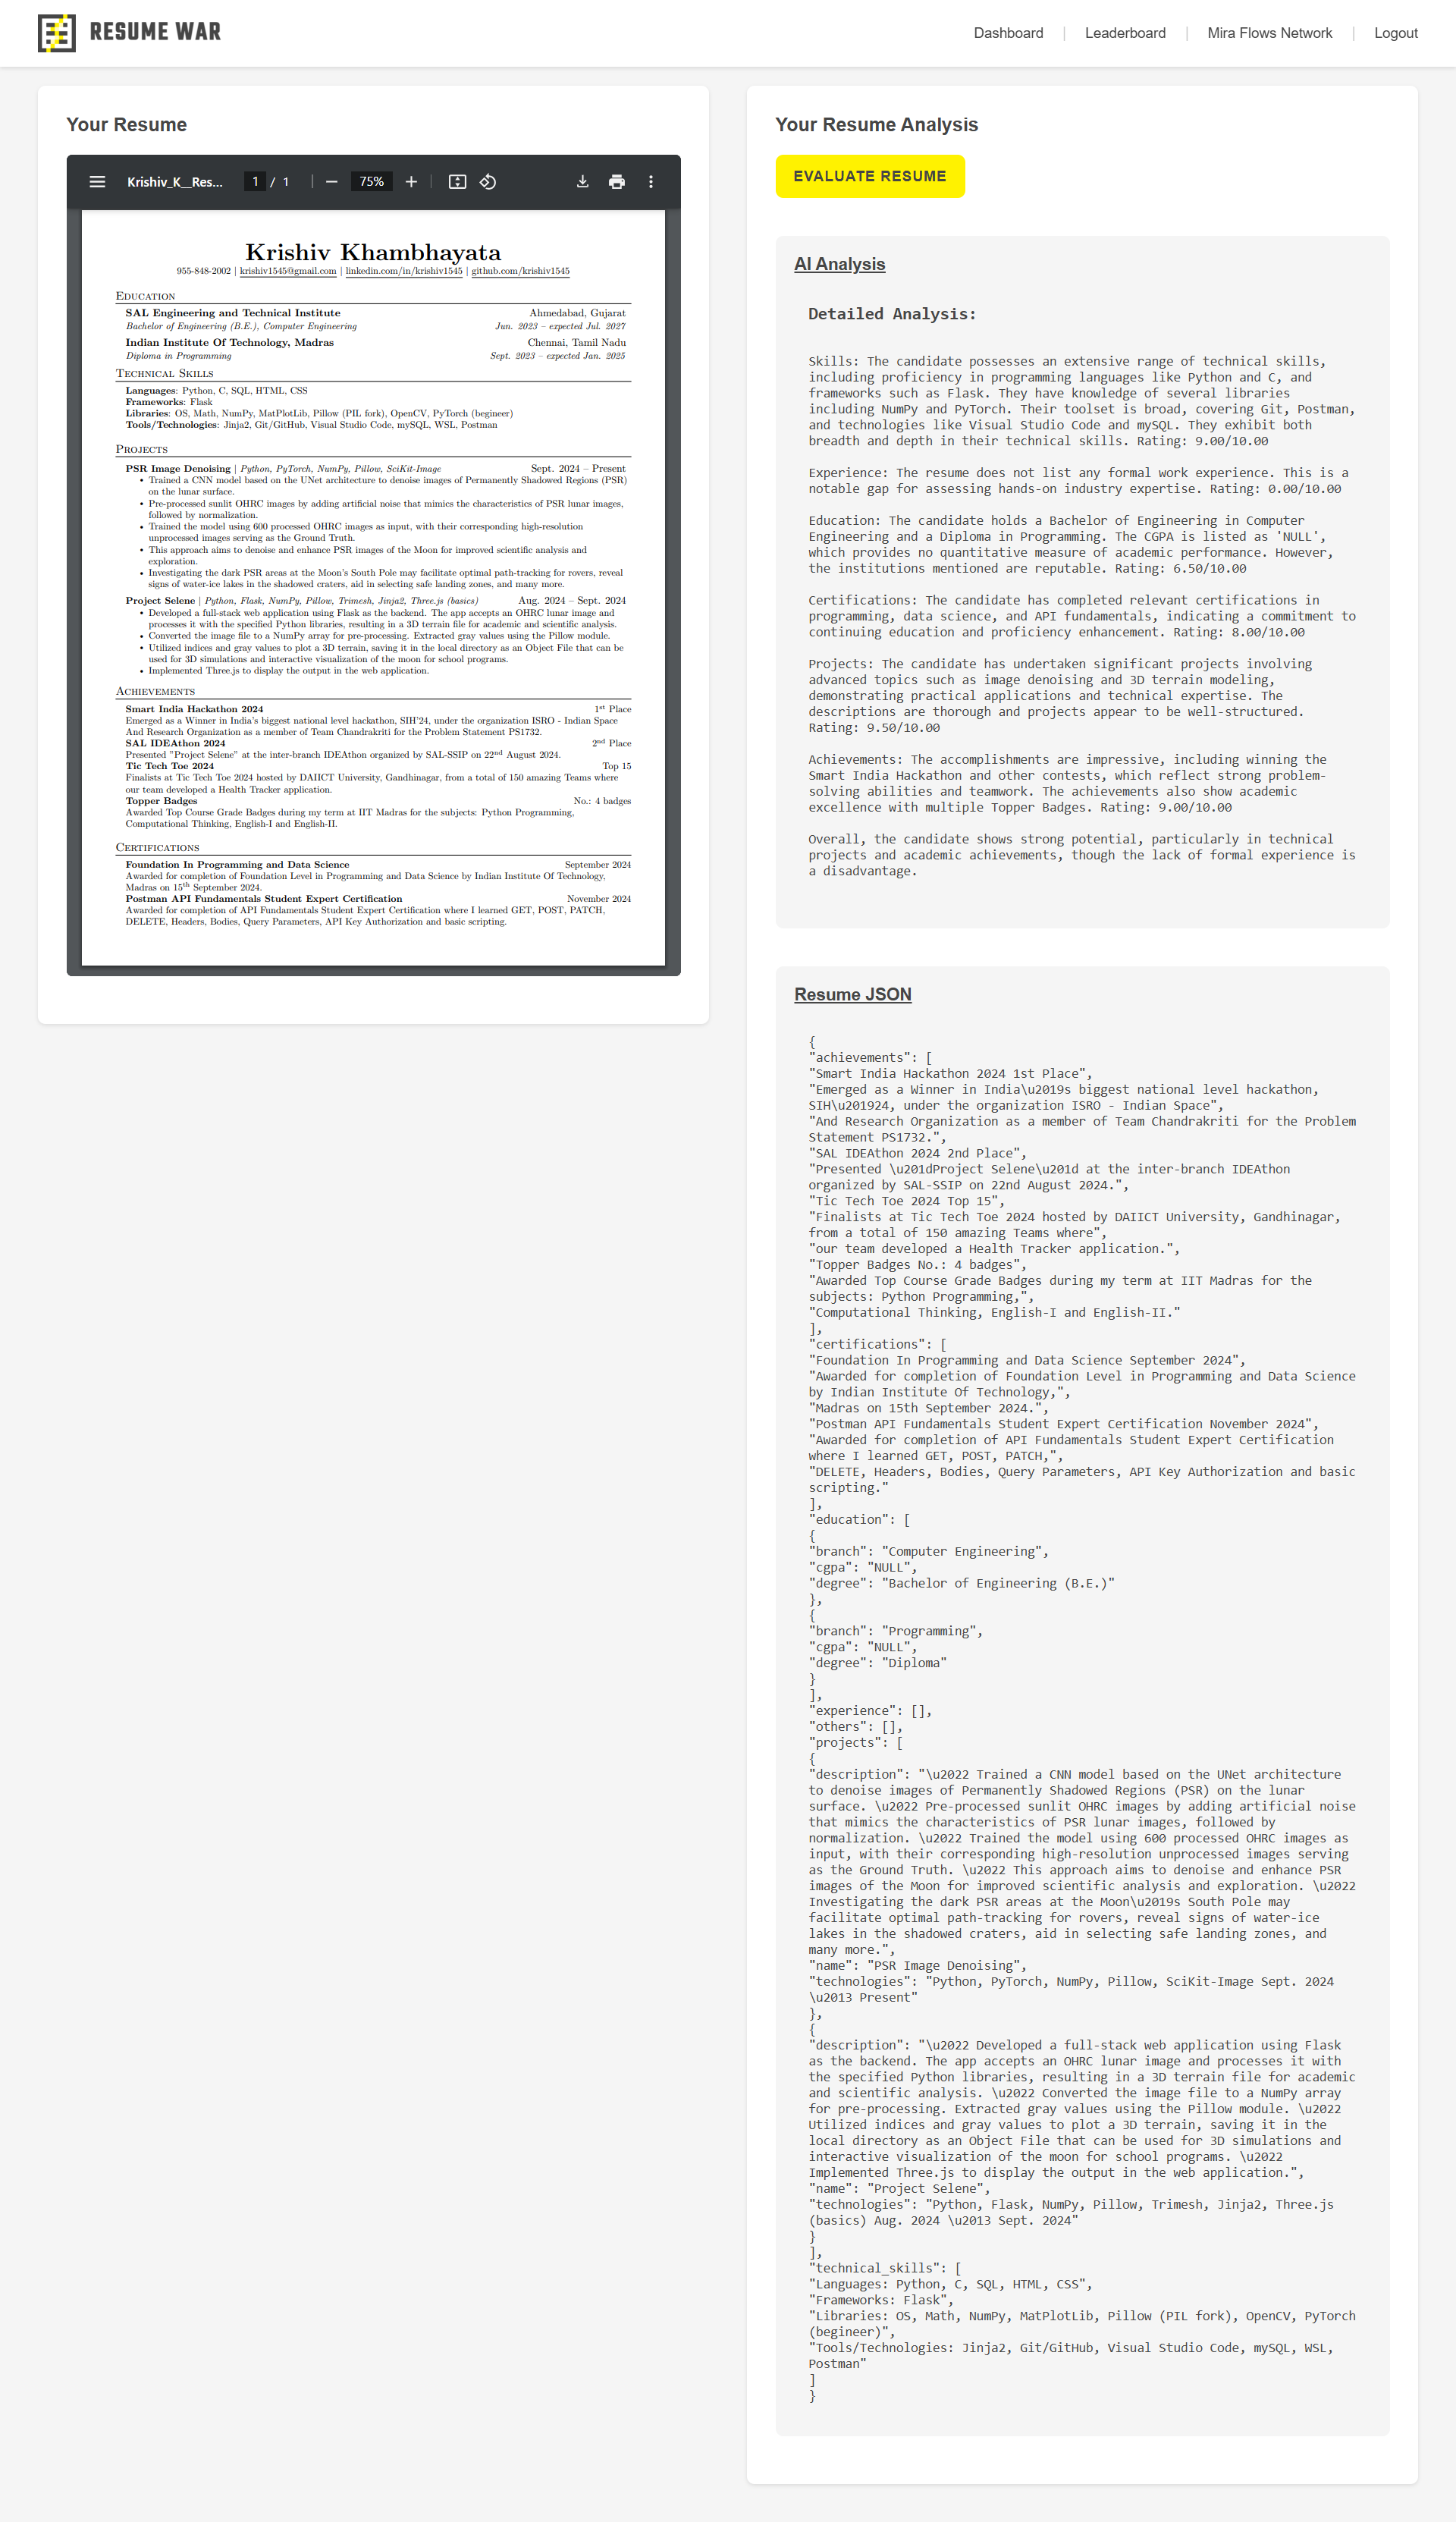 RESUME WAR
Dashboard | Leaderboard | Mira Flows Network | Logout
Your Resume
Krishiv_K__Res... 1 / 1 | − 75% + |
Krishiv Khambhayata
955-848-2002 | krishiv1545@gmail.com | linkedin.com/in/krishiv1545 | github.com/krishiv1545
Education
SAL Engineering and Technical Institute Ahmedabad, Gujarat
Bachelor of Engineering (B.E.), Computer Engineering Jun. 2023 – expected Jul. 2027
Indian Institute Of Technology, Madras Chennai, Tamil Nadu
Diploma in Programming Sept. 2023 – expected Jan. 2025
Technical Skills
Languages: Python, C, SQL, HTML, CSS
Frameworks: Flask
Libraries: OS, Math, NumPy, MatPlotLib, Pillow (PIL fork), OpenCV, PyTorch (begineer)
Tools/Technologies: Jinja2, Git/GitHub, Visual Studio Code, mySQL, WSL, Postman
Projects
PSR Image Denoising | Python, PyTorch, NumPy, Pillow, SciKit-Image Sept. 2024 – Present
• Trained a CNN model based on the UNet architecture to denoise images of Permanently Shadowed Regions (PSR)
on the lunar surface.
• Pre-processed sunlit OHRC images by adding artificial noise that mimics the characteristics of PSR lunar images,
followed by normalization.
• Trained the model using 600 processed OHRC images as input, with their corresponding high-resolution
unprocessed images serving as the Ground Truth.
• This approach aims to denoise and enhance PSR images of the Moon for improved scientific analysis and
exploration.
• Investigating the dark PSR areas at the Moon's South Pole may facilitate optimal path-tracking for rovers, reveal
signs of water-ice lakes in the shadowed craters, aid in selecting safe landing zones, and many more.
Project Selene | Python, Flask, NumPy, Pillow, Trimesh, Jinja2, Three.js (basics) Aug. 2024 – Sept. 2024
• Developed a full-stack web application using Flask as the backend. The app accepts an OHRC lunar image and
processes it with the specified Python libraries, resulting in a 3D terrain file for academic and scientific analysis.
• Converted the image file to a NumPy array for pre-processing. Extracted gray values using the Pillow module.
• Utilized indices and gray values to plot a 3D terrain, saving it in the local directory as an Object File that can be
used for 3D simulations and interactive visualization of the moon for school programs.
• Implemented Three.js to display the output in the web application.
Achievements
Smart India Hackathon 2024 1st Place
Emerged as a Winner in India's biggest national level hackathon, SIH'24, under the organization ISRO - Indian Space
And Research Organization as a member of Team Chandrakriti for the Problem Statement PS1732.
SAL IDEAthon 2024 2nd Place
Presented ”Project Selene” at the inter-branch IDEAthon organized by SAL-SSIP on 22nd August 2024.
Tic Tech Toe 2024 Top 15
Finalists at Tic Tech Toe 2024 hosted by DAIICT University, Gandhinagar, from a total of 150 amazing Teams where
our team developed a Health Tracker application.
Topper Badges No.: 4 badges
Awarded Top Course Grade Badges during my term at IIT Madras for the subjects: Python Programming,
Computational Thinking, English-I and English-II.
Certifications
Foundation In Programming and Data Science September 2024
Awarded for completion of Foundation Level in Programming and Data Science by Indian Institute Of Technology,
Madras on 15th September 2024.
Postman API Fundamentals Student Expert Certification November 2024
Awarded for completion of API Fundamentals Student Expert Certification where I learned GET, POST, PATCH,
DELETE, Headers, Bodies, Query Parameters, API Key Authorization and basic scripting.
Your Resume Analysis
EVALUATE RESUME
AI Analysis
Detailed Analysis:
Skills: The candidate possesses an extensive range of technical skills,
including proficiency in programming languages like Python and C, and
frameworks such as Flask. They have knowledge of several libraries
including NumPy and PyTorch. Their toolset is broad, covering Git, Postman,
and technologies like Visual Studio Code and mySQL. They exhibit both
breadth and depth in their technical skills. Rating: 9.00/10.00
Experience: The resume does not list any formal work experience. This is a
notable gap for assessing hands-on industry expertise. Rating: 0.00/10.00
Education: The candidate holds a Bachelor of Engineering in Computer
Engineering and a Diploma in Programming. The CGPA is listed as 'NULL',
which provides no quantitative measure of academic performance. However,
the institutions mentioned are reputable. Rating: 6.50/10.00
Certifications: The candidate has completed relevant certifications in
programming, data science, and API fundamentals, indicating a commitment to
continuing education and proficiency enhancement. Rating: 8.00/10.00
Projects: The candidate has undertaken significant projects involving
advanced topics such as image denoising and 3D terrain modeling,
demonstrating practical applications and technical expertise. The
descriptions are thorough and projects appear to be well-structured.
Rating: 9.50/10.00
Achievements: The accomplishments are impressive, including winning the
Smart India Hackathon and other contests, which reflect strong problem-
solving abilities and teamwork. The achievements also show academic
excellence with multiple Topper Badges. Rating: 9.00/10.00
Overall, the candidate shows strong potential, particularly in technical
projects and academic achievements, though the lack of formal experience is
a disadvantage.
Resume JSON
{
"achievements": [
"Smart India Hackathon 2024 1st Place",
"Emerged as a Winner in India\u2019s biggest national level hackathon,
SIH\u201924, under the organization ISRO - Indian Space",
"And Research Organization as a member of Team Chandrakriti for the Problem
Statement PS1732.",
"SAL IDEAthon 2024 2nd Place",
"Presented \u201dProject Selene\u201d at the inter-branch IDEAthon
organized by SAL-SSIP on 22nd August 2024.",
"Tic Tech Toe 2024 Top 15",
"Finalists at Tic Tech Toe 2024 hosted by DAIICT University, Gandhinagar,
from a total of 150 amazing Teams where",
"our team developed a Health Tracker application.",
"Topper Badges No.: 4 badges",
"Awarded Top Course Grade Badges during my term at IIT Madras for the
subjects: Python Programming,",
"Computational Thinking, English-I and English-II."
],
"certifications": [
"Foundation In Programming and Data Science September 2024",
"Awarded for completion of Foundation Level in Programming and Data Science
by Indian Institute Of Technology,",
"Madras on 15th September 2024.",
"Postman API Fundamentals Student Expert Certification November 2024",
"Awarded for completion of API Fundamentals Student Expert Certification
where I learned GET, POST, PATCH,",
"DELETE, Headers, Bodies, Query Parameters, API Key Authorization and basic
scripting."
],
"education": [
{
"branch": "Computer Engineering",
"cgpa": "NULL",
"degree": "Bachelor of Engineering (B.E.)"
},
{
"branch": "Programming",
"cgpa": "NULL",
"degree": "Diploma"
}
],
"experience": [],
"others": [],
"projects": [
{
"description": "\u2022 Trained a CNN model based on the UNet architecture
to denoise images of Permanently Shadowed Regions (PSR) on the lunar
surface. \u2022 Pre-processed sunlit OHRC images by adding artificial noise
that mimics the characteristics of PSR lunar images, followed by
normalization. \u2022 Trained the model using 600 processed OHRC images as
input, with their corresponding high-resolution unprocessed images serving
as the Ground Truth. \u2022 This approach aims to denoise and enhance PSR
images of the Moon for improved scientific analysis and exploration. \u2022
Investigating the dark PSR areas at the Moon\u2019s South Pole may
facilitate optimal path-tracking for rovers, reveal signs of water-ice
lakes in the shadowed craters, aid in selecting safe landing zones, and
many more.",
"name": "PSR Image Denoising",
"technologies": "Python, PyTorch, NumPy, Pillow, SciKit-Image Sept. 2024
\u2013 Present"
},
{
"description": "\u2022 Developed a full-stack web application using Flask
as the backend. The app accepts an OHRC lunar image and processes it with
the specified Python libraries, resulting in a 3D terrain file for academic
and scientific analysis. \u2022 Converted the image file to a NumPy array
for pre-processing. Extracted gray values using the Pillow module. \u2022
Utilized indices and gray values to plot a 3D terrain, saving it in the
local directory as an Object File that can be used for 3D simulations and
interactive visualization of the moon for school programs. \u2022
Implemented Three.js to display the output in the web application.",
"name": "Project Selene",
"technologies": "Python, Flask, NumPy, Pillow, Trimesh, Jinja2, Three.js
(basics) Aug. 2024 \u2013 Sept. 2024"
}
],
"technical_skills": [
"Languages: Python, C, SQL, HTML, CSS",
"Frameworks: Flask",
"Libraries: OS, Math, NumPy, MatPlotLib, Pillow (PIL fork), OpenCV, PyTorch
(begineer)",
"Tools/Technologies: Jinja2, Git/GitHub, Visual Studio Code, mySQL, WSL,
Postman"
]
}